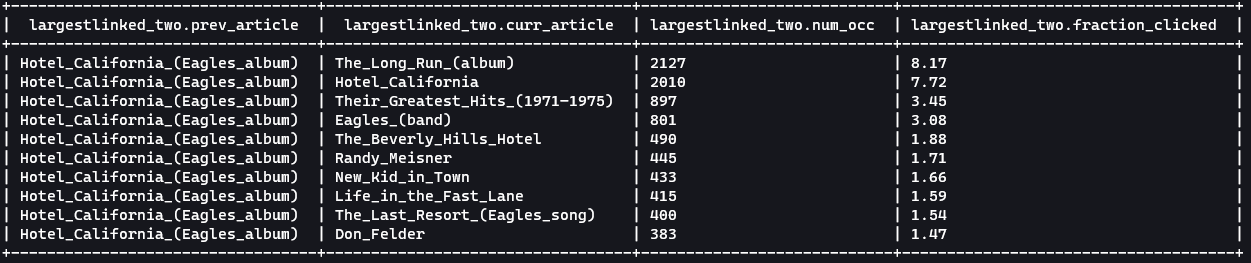 +--------------------------------+--------------------------------+---------------------------+-----------------------------------+
| largestlinked_two.prev_article | largestlinked_two.curr_article | largestlinked_two.num_occ | largestlinked_two.fraction_clicked |
+--------------------------------+--------------------------------+---------------------------+-----------------------------------+
| Hotel_California_(Eagles_album) | The_Long_Run_(album) | 2127 | 8.17 |
| Hotel_California_(Eagles_album) | Hotel_California | 2010 | 7.72 |
| Hotel_California_(Eagles_album) | Their_Greatest_Hits_(1971–1975) | 897 | 3.45 |
| Hotel_California_(Eagles_album) | Eagles_(band) | 801 | 3.08 |
| Hotel_California_(Eagles_album) | The_Beverly_Hills_Hotel | 490 | 1.88 |
| Hotel_California_(Eagles_album) | Randy_Meisner | 445 | 1.71 |
| Hotel_California_(Eagles_album) | New_Kid_in_Town | 433 | 1.66 |
| Hotel_California_(Eagles_album) | Life_in_the_Fast_Lane | 415 | 1.59 |
| Hotel_California_(Eagles_album) | The_Last_Resort_(Eagles_song) | 400 | 1.54 |
| Hotel_California_(Eagles_album) | Don_Felder | 383 | 1.47 |
+--------------------------------+--------------------------------+---------------------------+-----------------------------------+